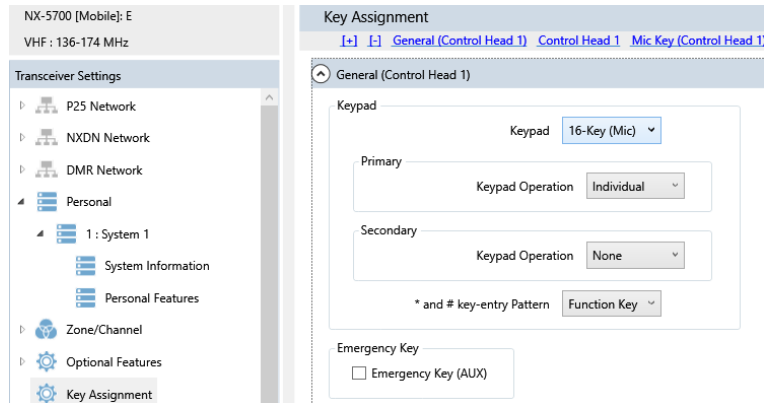 NX-5700 [Mobile]: E
VHF : 136-174 MHz
Transceiver Settings
P25 Network
NXDN Network
DMR Network
Personal
1 : System 1
System Information
Personal Features
Zone/Channel
Optional Features
Key Assignment
Key Assignment
[+] [-] General (Control Head 1) Control Head 1 Mic Key (Control Head 1)
General (Control Head 1)
Keypad
Keypad 16-Key (Mic)
Primary
Keypad Operation Individual
Secondary
Keypad Operation None
* and # key-entry Pattern Function Key
Emergency Key
Emergency Key (AUX)